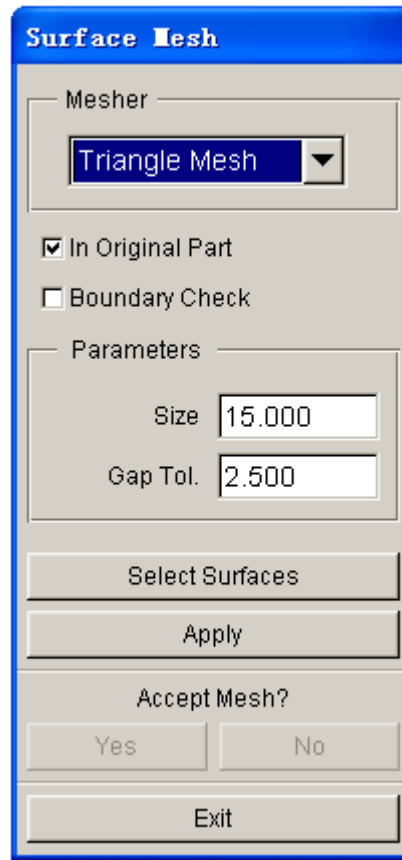 Surface Mesh
Mesher
Triangle Mesh
In Original Part
Boundary Check
Parameters
Size 15.000
Gap Tol. 2.500
Select Surfaces
Apply
Accept Mesh?
Yes No
Exit